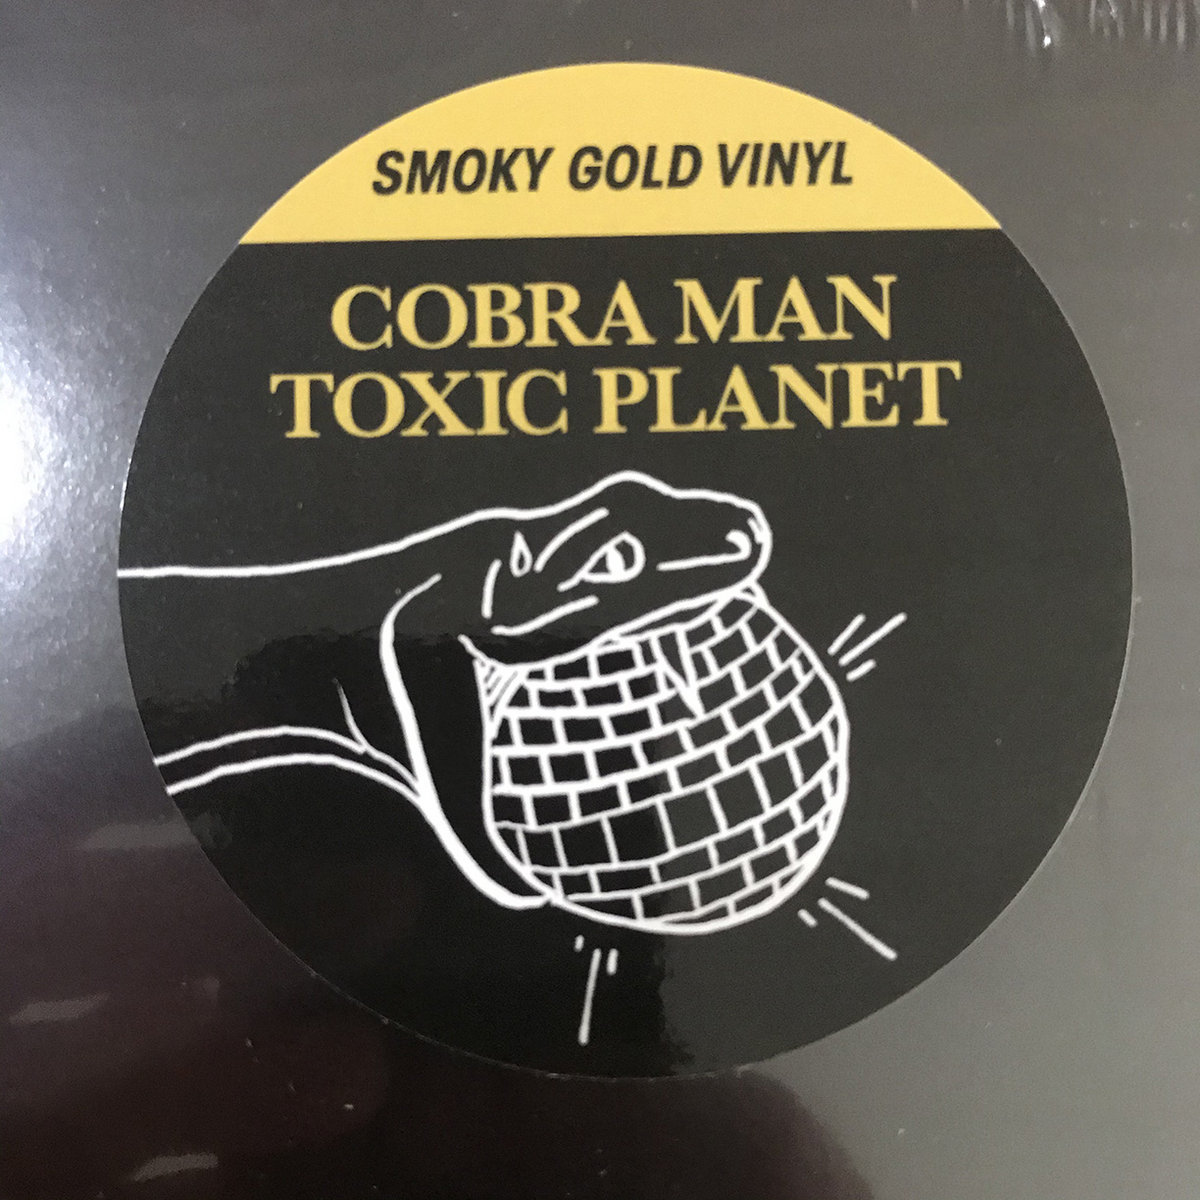 SMOKY GOLD VINYL
COBRA MAN
TOXIC PLANET